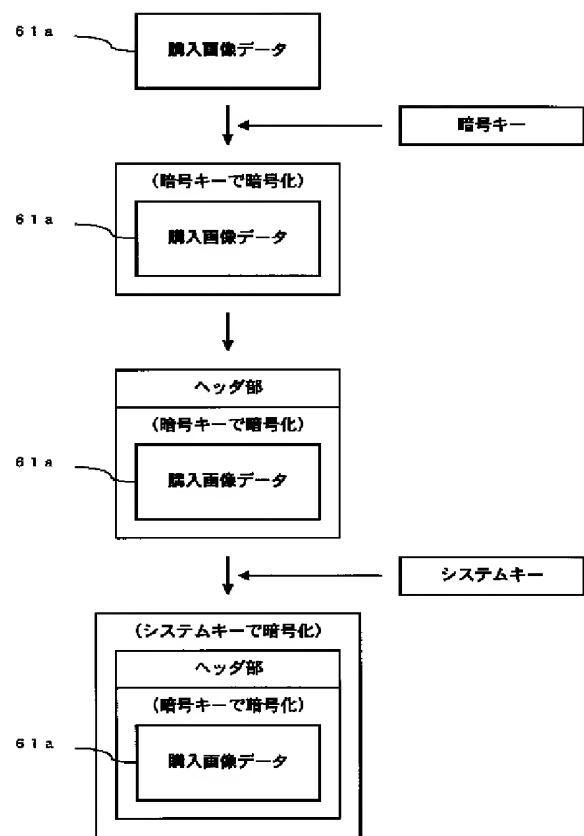 ６１ａ
購入画像データ
暗号キー
(暗号キーで暗号化)
６１ａ
購入画像データ
ヘッダ部
(暗号キーで暗号化)
６１ａ
購入画像データ
システムキー
(システムキーで暗号化)
ヘッダ部
(暗号キーで暗号化)
６１ａ
購入画像データ